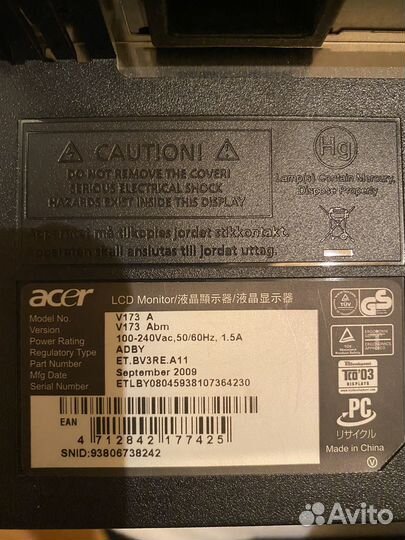 CAUTION!
DO NOT REMOVE THE COVER!
SERIOUS ELECTRICAL SHOCK
HAZARDS EXIST INSIDE THIS DISPLAY
Hg
Lamp(s) Contain Mercury,
Dispose Properly
Apparatet må tilkoples jordet stikkontakt.
Apparaten skall anslutas till jordat uttag.
acer
LCD Monitor/液晶顯示器/液晶显示器
Model No. V173 A
Version V173 Abm
Power Rating 100-240Vac,50/60Hz, 1.5A
Regulatory Type ADBY
Part Number ET.BV3RE.A11
Mfg Date September 2009
Serial Number ETLBY08045938107364230
EAN
4 712842 177425
SNID:93806738242
TÜV
GS
TCO'03
DISPLAYS
PC
リサイクル
Made in China
V
Avito